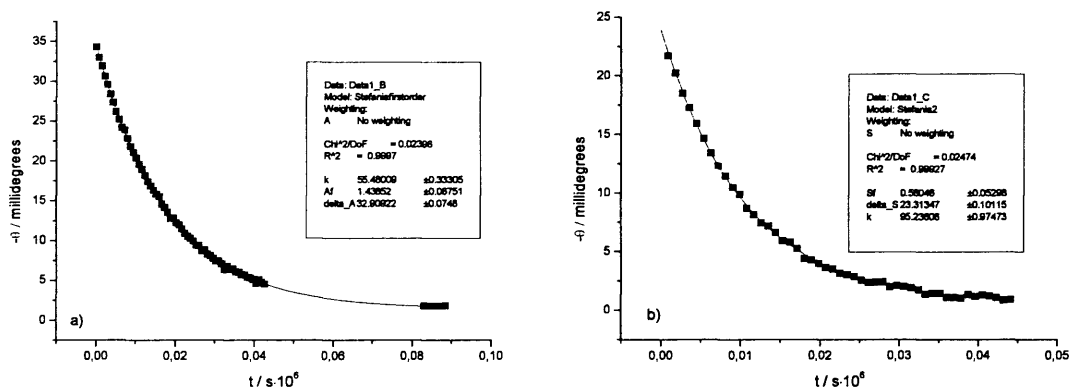 35
30
25
20
15
10
5
0
-θ / millidegrees
Data: Data1_B
Model: Stefaniefirstorder
Weighting:
A No weighting
Chi^2/DoF = 0.02396
R^2 = 0.9997
k 55.48009 ±0.33305
Af 1.43852 ±0.08751
delta_A 32.90922 ±0.0748
a)
0,00 0,02 0,04 0,06 0,08 0,10
t / s·10⁶
25
20
15
10
5
0
-θ / millidegrees
Data: Data1_C
Model: Stefanie2
Weighting:
S No weighting
Chi^2/DoF = 0.02474
R^2 = 0.99927
Sf 0.58046 ±0.05298
delta_S 23.31347 ±0.10115
k 95.23608 ±0.97473
b)
0,00 0,01 0,02 0,03 0,04 0,05
t / s·10⁶